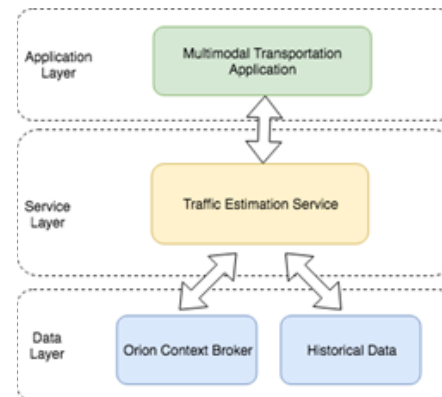 Application
Layer
Multimodal Transportation
Application
Service
Layer
Traffic Estimation Service
Data
Layer
Orion Context Broker
Historical Data